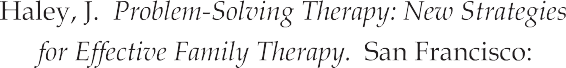 Haley, J. Problem-Solving Therapy: New Strategies
for Effective Family Therapy. San Francisco: